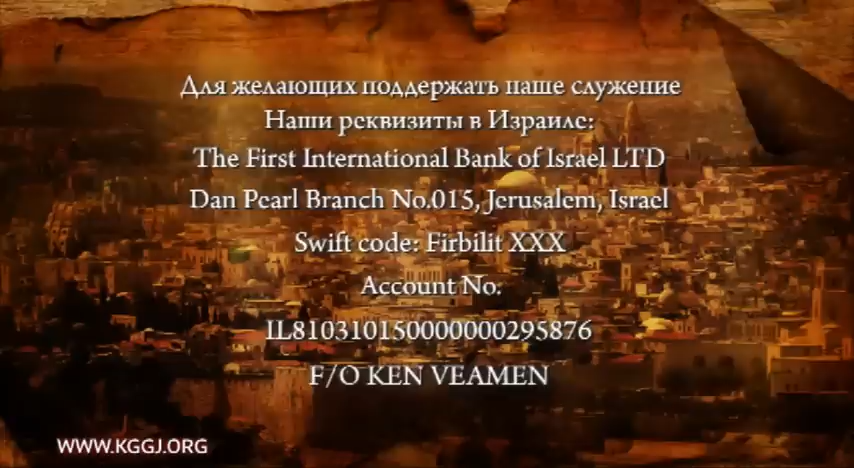 Для желающих поддержать наше служение
Наши реквизиты в Израиле:
The First International Bank of Israel LTD
Dan Pearl Branch No.015, Jerusalem, Israel
Swift code: Firbilit XXX
Account No.
IL810310150000000295876
F/O KEN VEAMEN
WWW.KGGJ.ORG